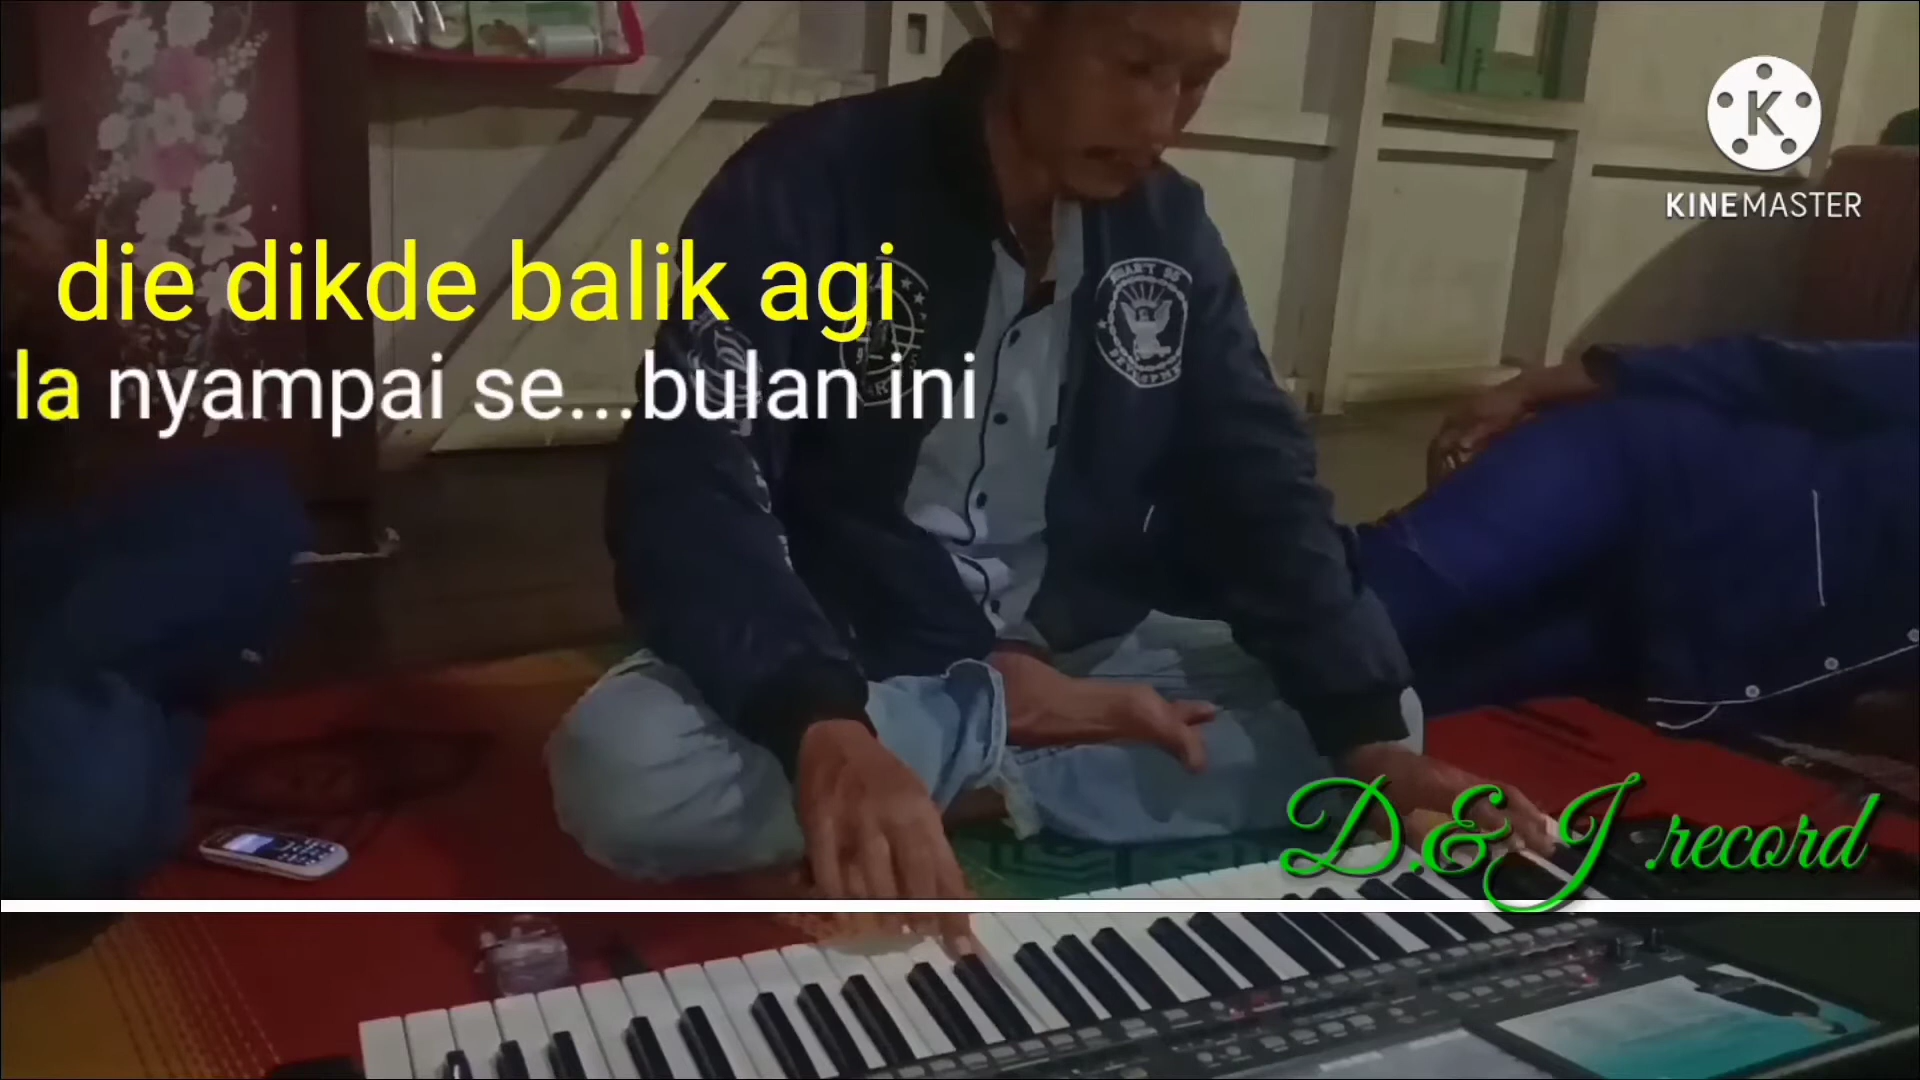 KINEMASTER
die dikde balik agi
la nyampai se...bulan ini
D.&J .record